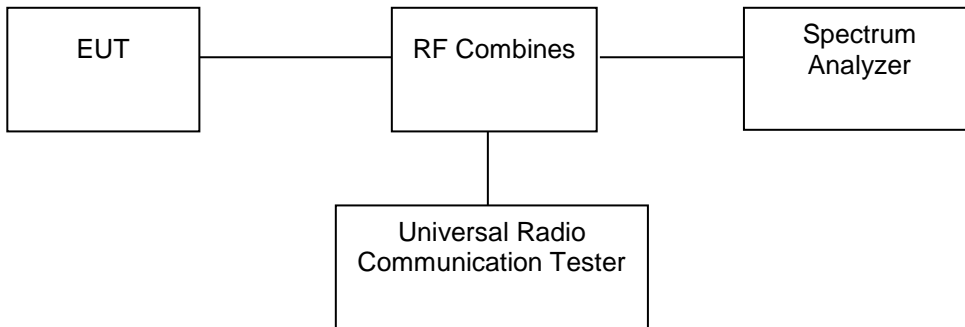 EUT
RF Combines
Spectrum
Analyzer
Universal Radio
Communication Tester